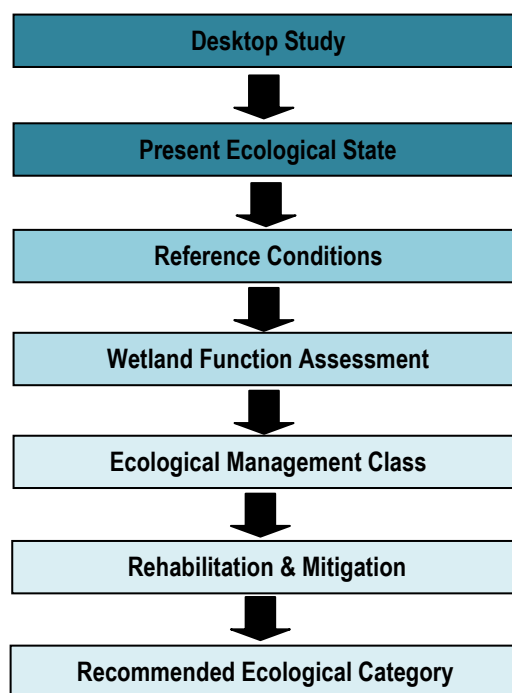 Desktop Study
Present Ecological State
Reference Conditions
Wetland Function Assessment
Ecological Management Class
Rehabilitation & Mitigation
Recommended Ecological Category